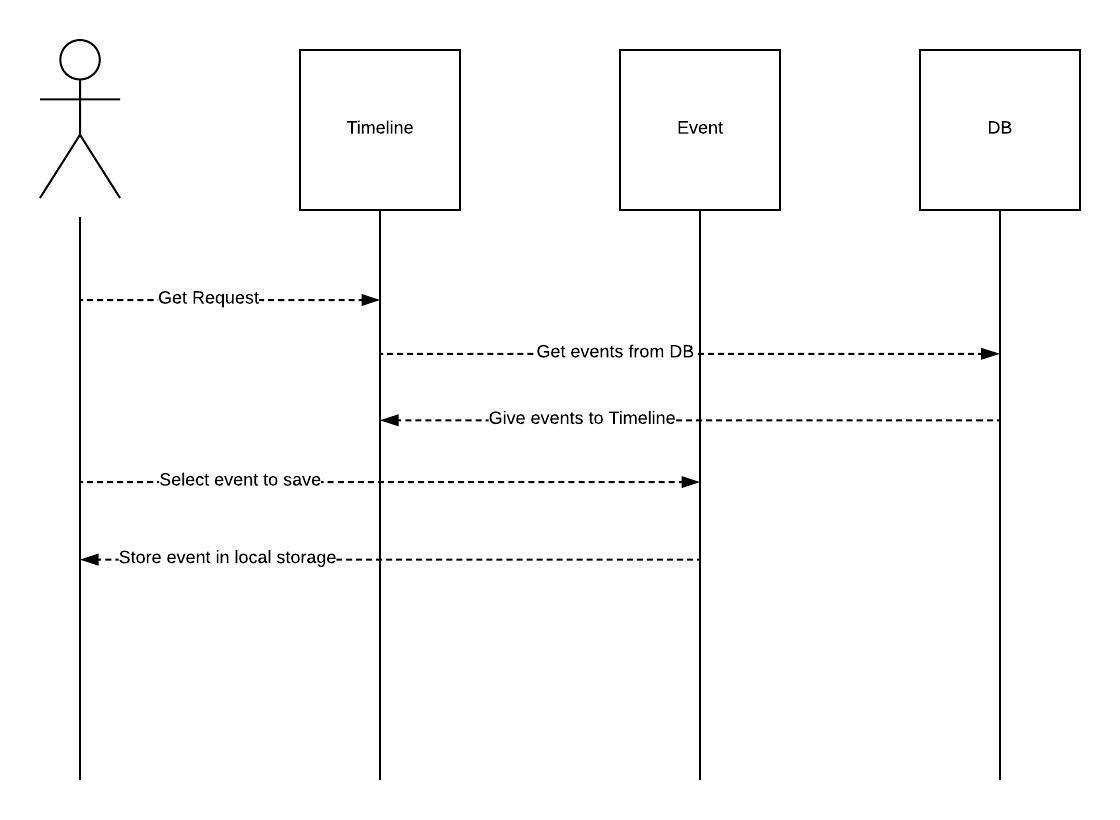 Timeline
Event
DB
Get Request
Get events from DB
Give events to Timeline
Select event to save
Store event in local storage